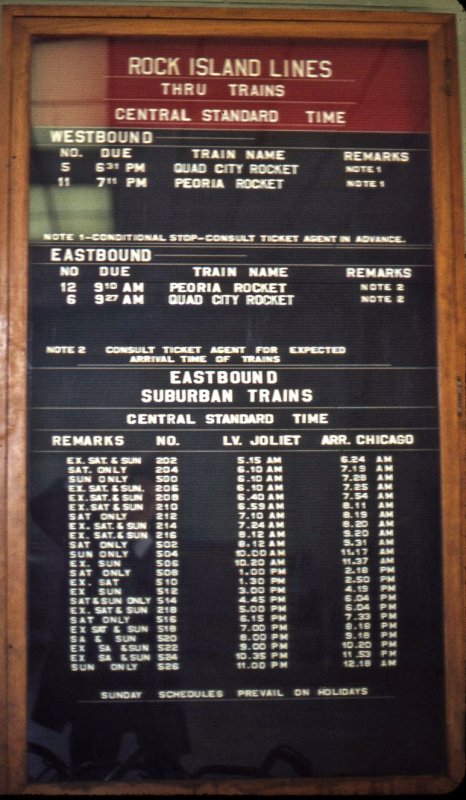 ROCK ISLAND LINES
THRU TRAINS
CENTRAL STANDARD TIME
WESTBOUND
NO. DUE TRAIN NAME REMARKS
5 6 31 PM QUAD CITY ROCKET NOTE 1
11 7 11 PM PEORIA ROCKET NOTE 1
NOTE 1-CONDITIONAL STOP-CONSULT TICKET AGENT IN ADVANCE.
EASTBOUND
NO DUE TRAIN NAME REMARKS
12 9 10 AM PEORIA ROCKET NOTE 2
6 9 27 AM QUAD CITY ROCKET NOTE 2
NOTE 2 CONSULT TICKET AGENT FOR EXPECTED
ARRIVAL TIME OF TRAINS
EASTBOUND
SUBURBAN TRAINS
CENTRAL STANDARD TIME
REMARKS NO. LV. JOLIET ARR. CHICAGO
EX. SAT. & SUN 202 5.15 AM 6.24 AM
SAT. ONLY 204 6.10 AM 7.19 AM
SUN ONLY 500 6.10 AM 7.28 AM
EX. SAT. & SUN. 206 6.10 AM 7.25 AM
EX. SAT. & SUN 208 6.40 AM 7.54 AM
EX. SAT. & SUN 210 6.59 AM 8.11 AM
SAT ONLY 212 7.10 AM 8.19 AM
EX. SAT. & SUN 214 7.24 AM 8.20 AM
EX. SAT. & SUN 216 8.12 AM 9.20 AM
SAT ONLY 502 8.12 AM 9.31 AM
SUN ONLY 504 10.00 AM 11.17 AM
EX. SUN 506 10.20 AM 11.37 AM
SAT ONLY 508 1.00 PM 2.18 PM
EX. SAT 510 1.30 PM 2.50 PM
EX. SUN 512 3.00 PM 4.19 PM
SAT & SUN ONLY 514 4.45 PM 6.04 PM
EX. SAT. & SUN 218 5.00 PM 6.04 PM
SAT ONLY 516 6.15 PM 7.33 PM
EX SAT & SUN 518 7.00 PM 8.18 PM
SA & SUN 520 8.00 PM 9.18 PM
EX SA & SUN 522 9.00 PM 10.20 PM
EX SA & SUN 524 10.35 PM 11.53 PM
SUN ONLY 526 11.00 PM 12.18 AM
SUNDAY SCHEDULES PREVAIL ON HOLIDAYS